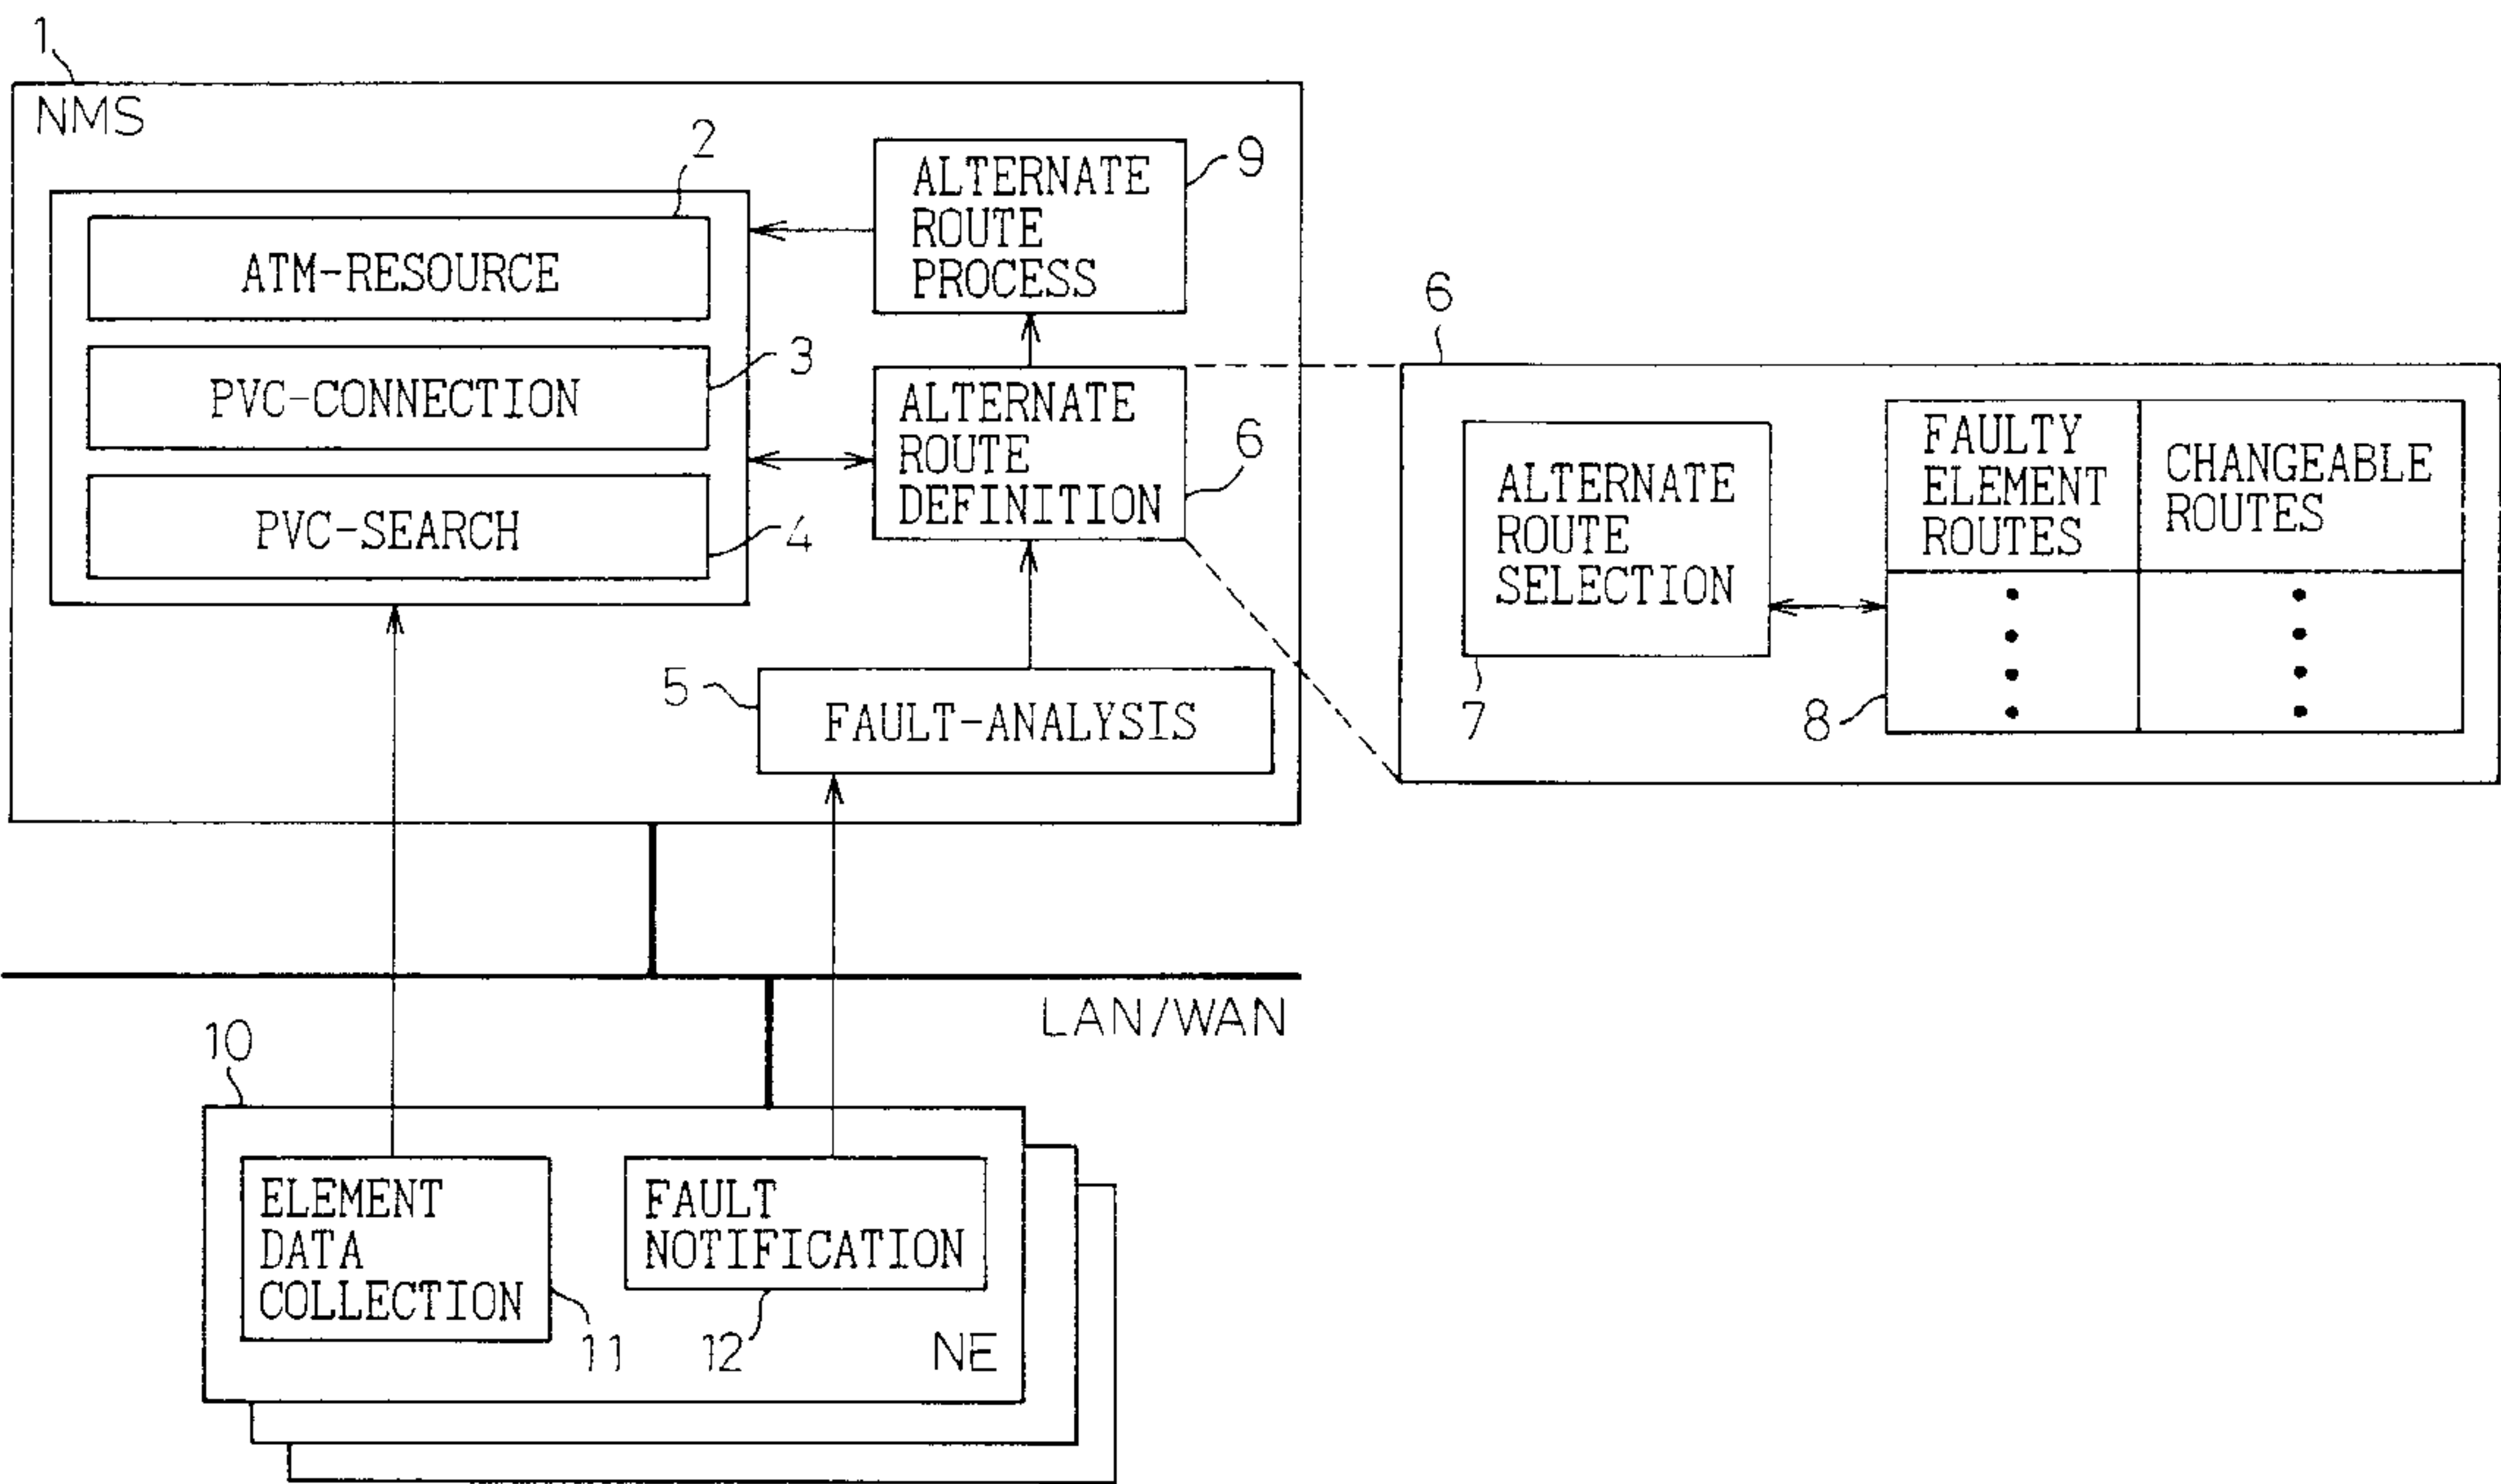 1
NMS
2
ATM-RESOURCE
3
PVC-CONNECTION
4
PVC-SEARCH
9
ALTERNATE
ROUTE
PROCESS
6
ALTERNATE
ROUTE
DEFINITION
5
FAULT-ANALYSIS
6
ALTERNATE
ROUTE
SELECTION
7
FAULTY
ELEMENT
ROUTES
CHANGEABLE
ROUTES
8
LAN/WAN
10
ELEMENT
DATA
COLLECTION
11
FAULT
NOTIFICATION
12
NE